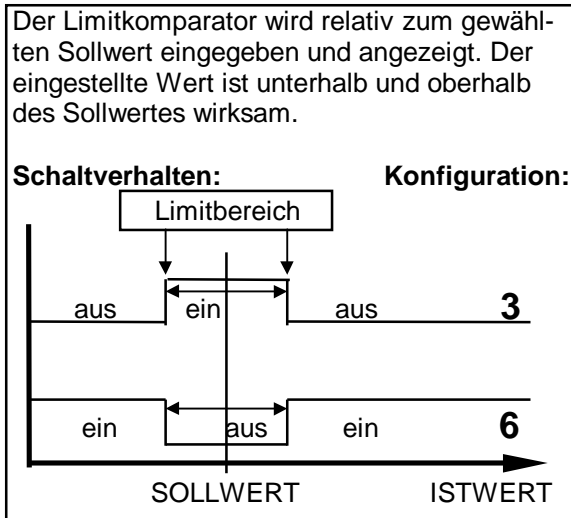 Der Limitkomparator wird relativ zum gewähl-
ten Sollwert eingegeben und angezeigt. Der
eingestellte Wert ist unterhalb und oberhalb
des Sollwertes wirksam.
Schaltverhalten: Konfiguration:
Limitbereich
aus ein aus 3
ein aus ein 6
SOLLWERT ISTWERT